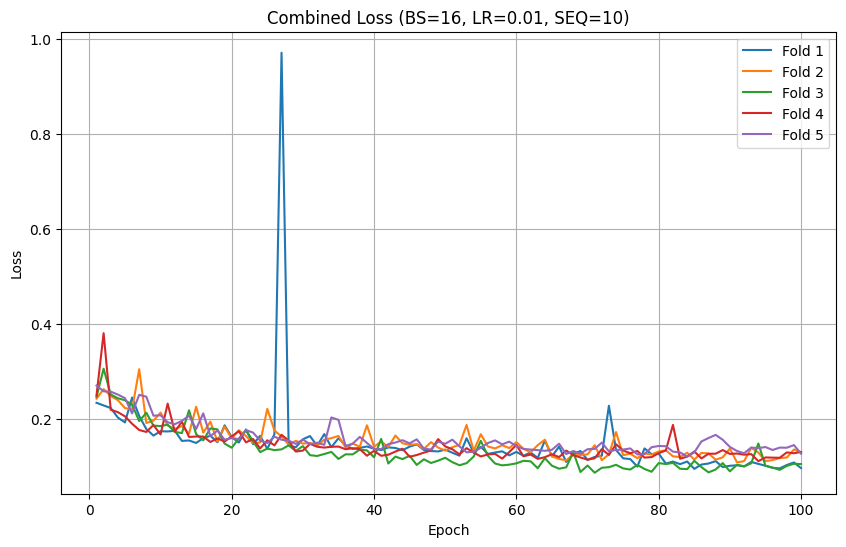 Combined Loss (BS=16, LR=0.01, SEQ=10)
1.0
0.8
0.6
0.4
0.2
Loss
0 20 40 60 80 100
Epoch
Fold 1
Fold 2
Fold 3
Fold 4
Fold 5